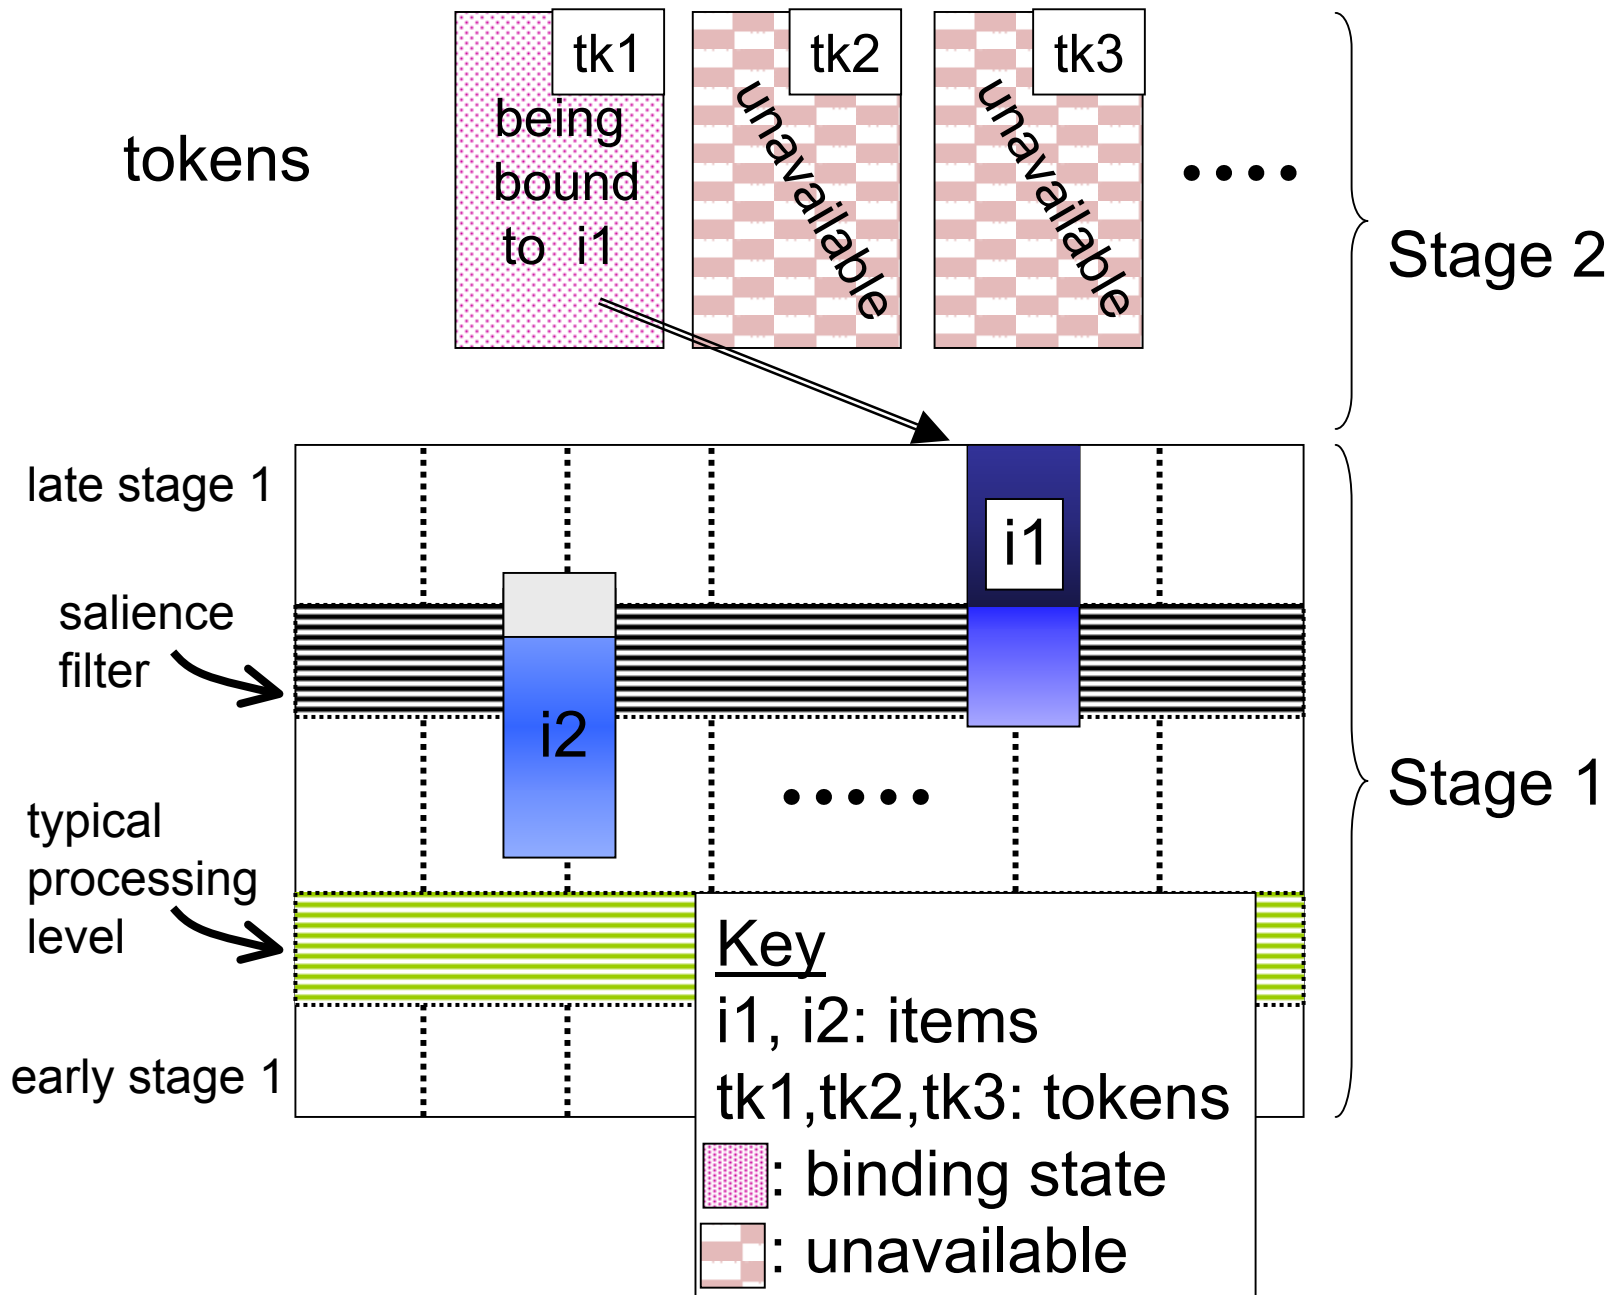 tk1
tk2
tk3
being
bound
to i1
unavailable
unavailable
tokens
Stage 2
late stage 1
i1
salience
filter
i2
Stage 1
typical
processing
level
early stage 1
Key
i1, i2: items
tk1,tk2,tk3: tokens
: binding state
: unavailable